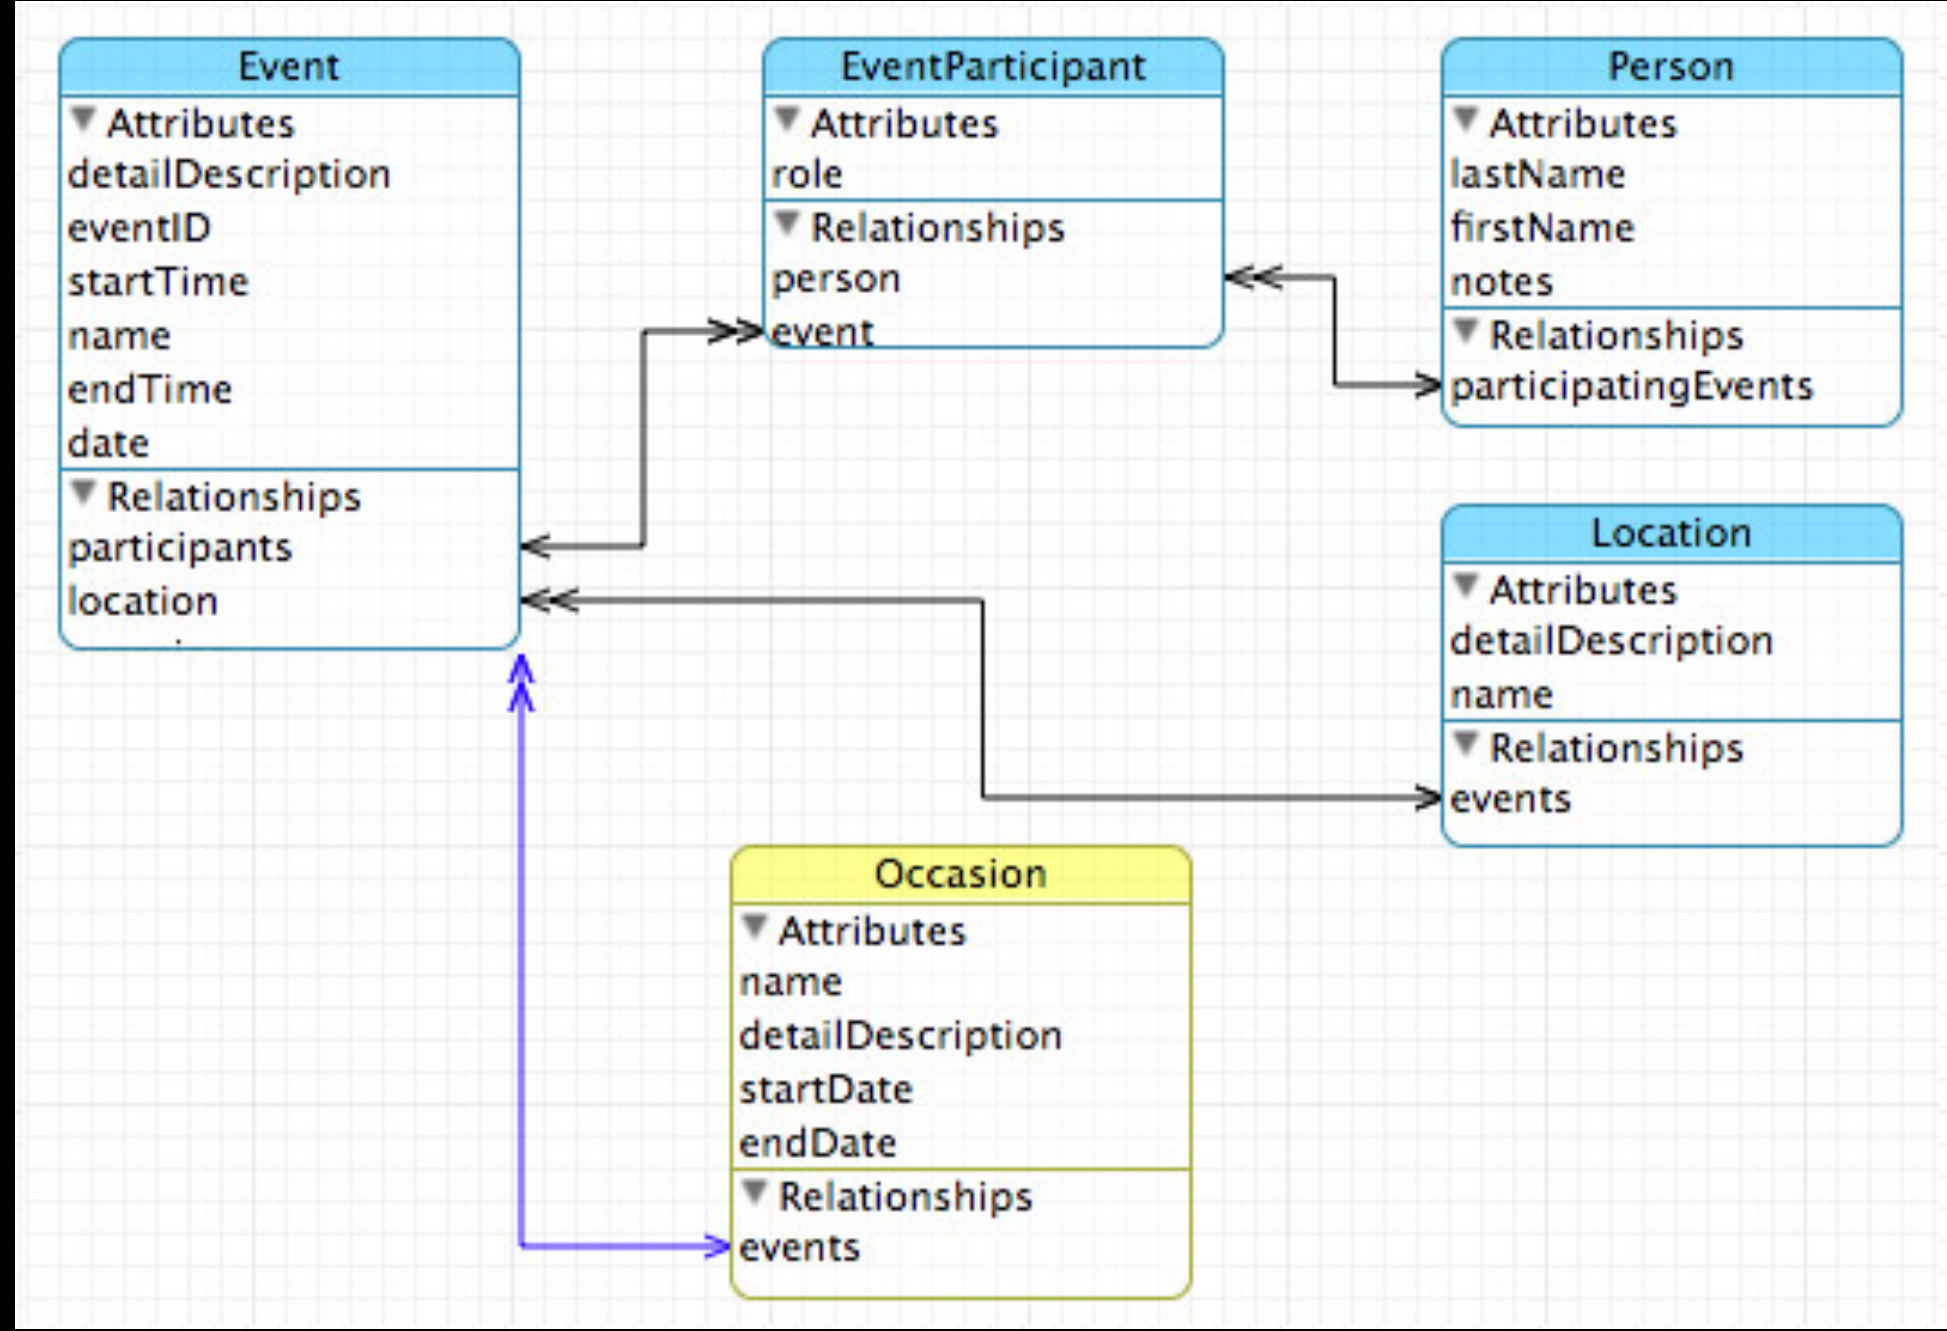 Event
Attributes
detailDescription
eventID
startTime
name
endTime
date
Relationships
participants
location
EventParticipant
Attributes
role
Relationships
person
event
Person
Attributes
lastName
firstName
notes
Relationships
participatingEvents
Location
Attributes
detailDescription
name
Relationships
events
Occasion
Attributes
name
detailDescription
startDate
endDate
Relationships
events